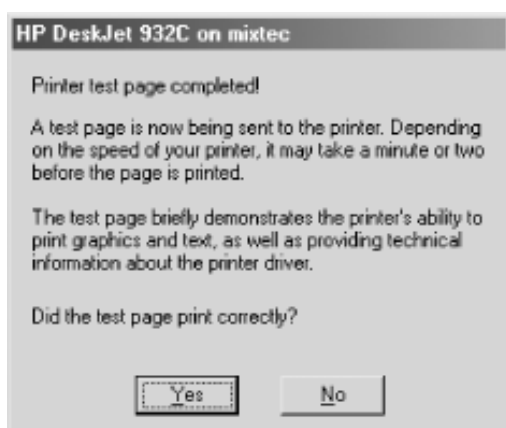 HP DeskJet 932C on mixtec
Printer test page completed!
A test page is now being sent to the printer. Depending
on the speed of your printer, it may take a minute or two
before the page is printed.
The test page briefly demonstrates the printer's ability to
print graphics and text, as well as providing technical
information about the printer driver.
Did the test page print correctly?
Yes No